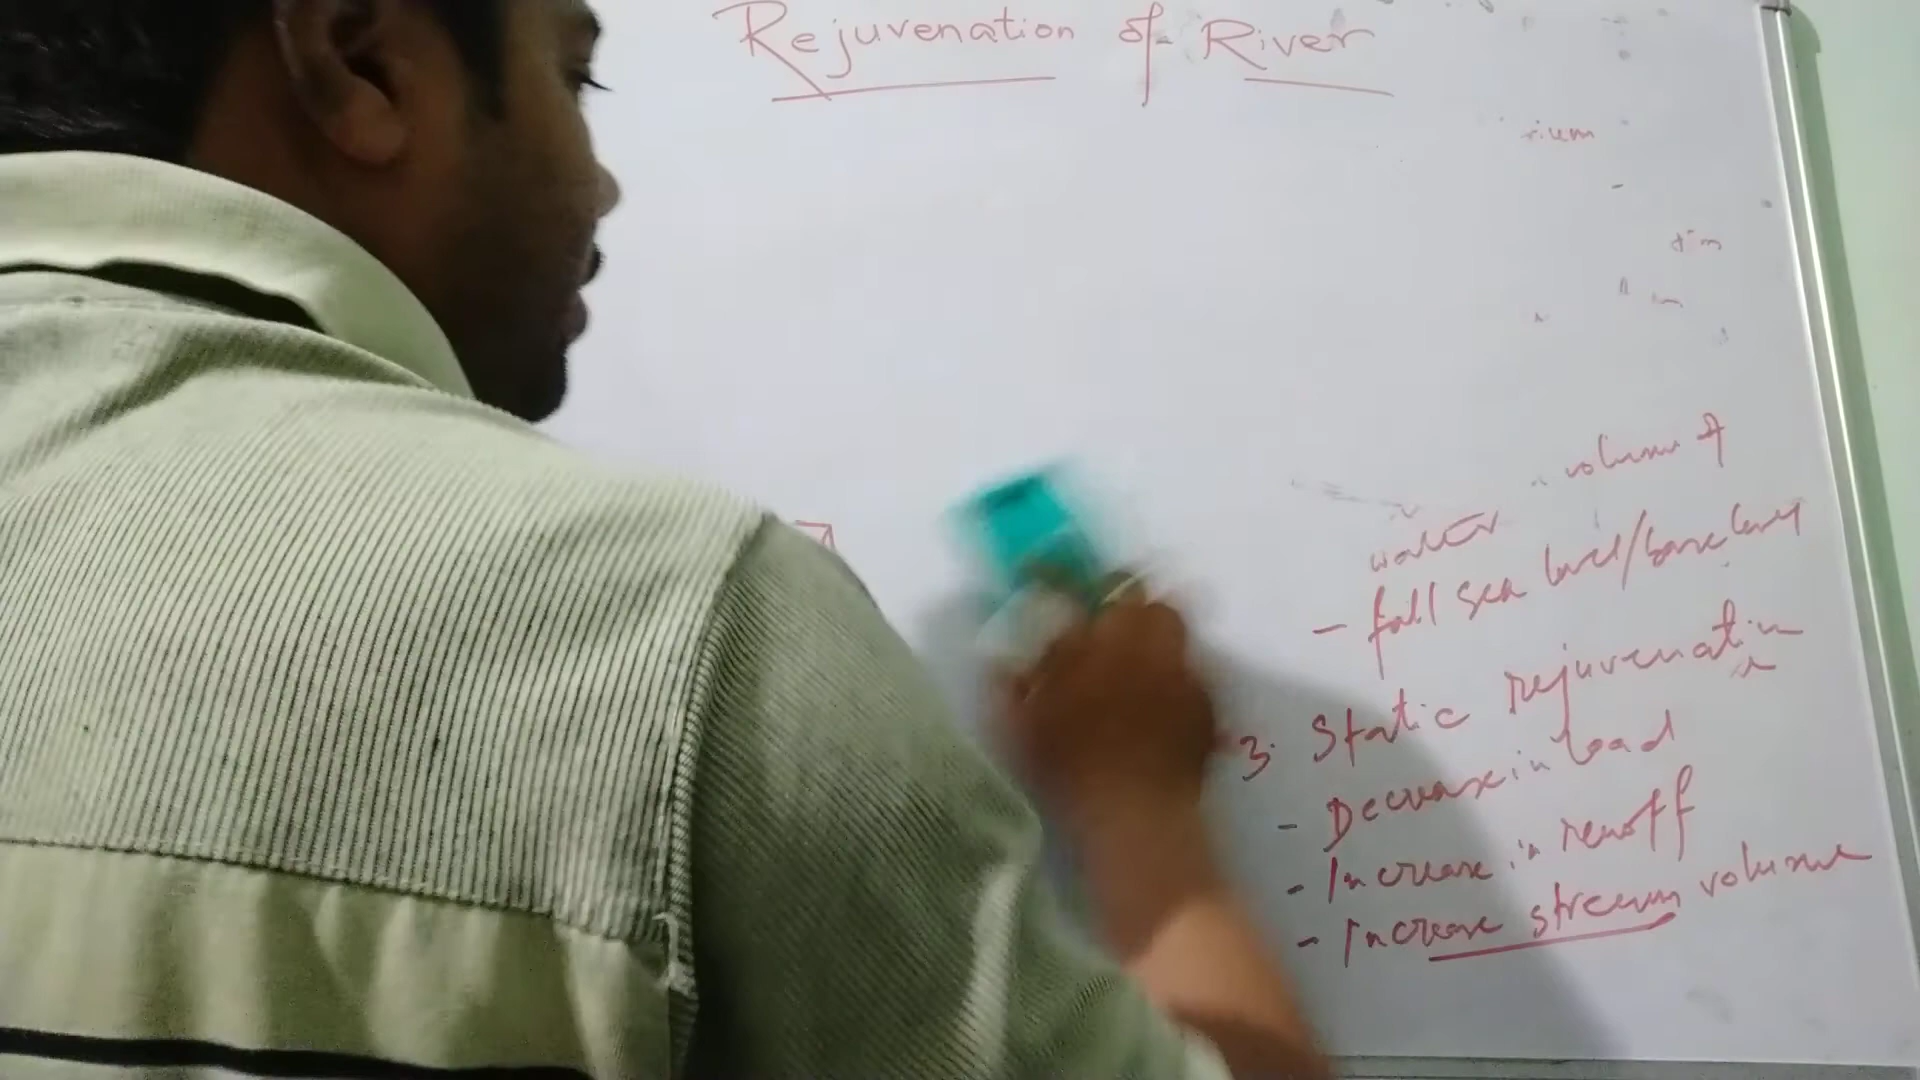 Rejuvenation of River
rium
volume of
water
- fall sea level/base level
3. Static rejuvenation
- Decrease in load
- Increase in runoff
- Increase stream volume